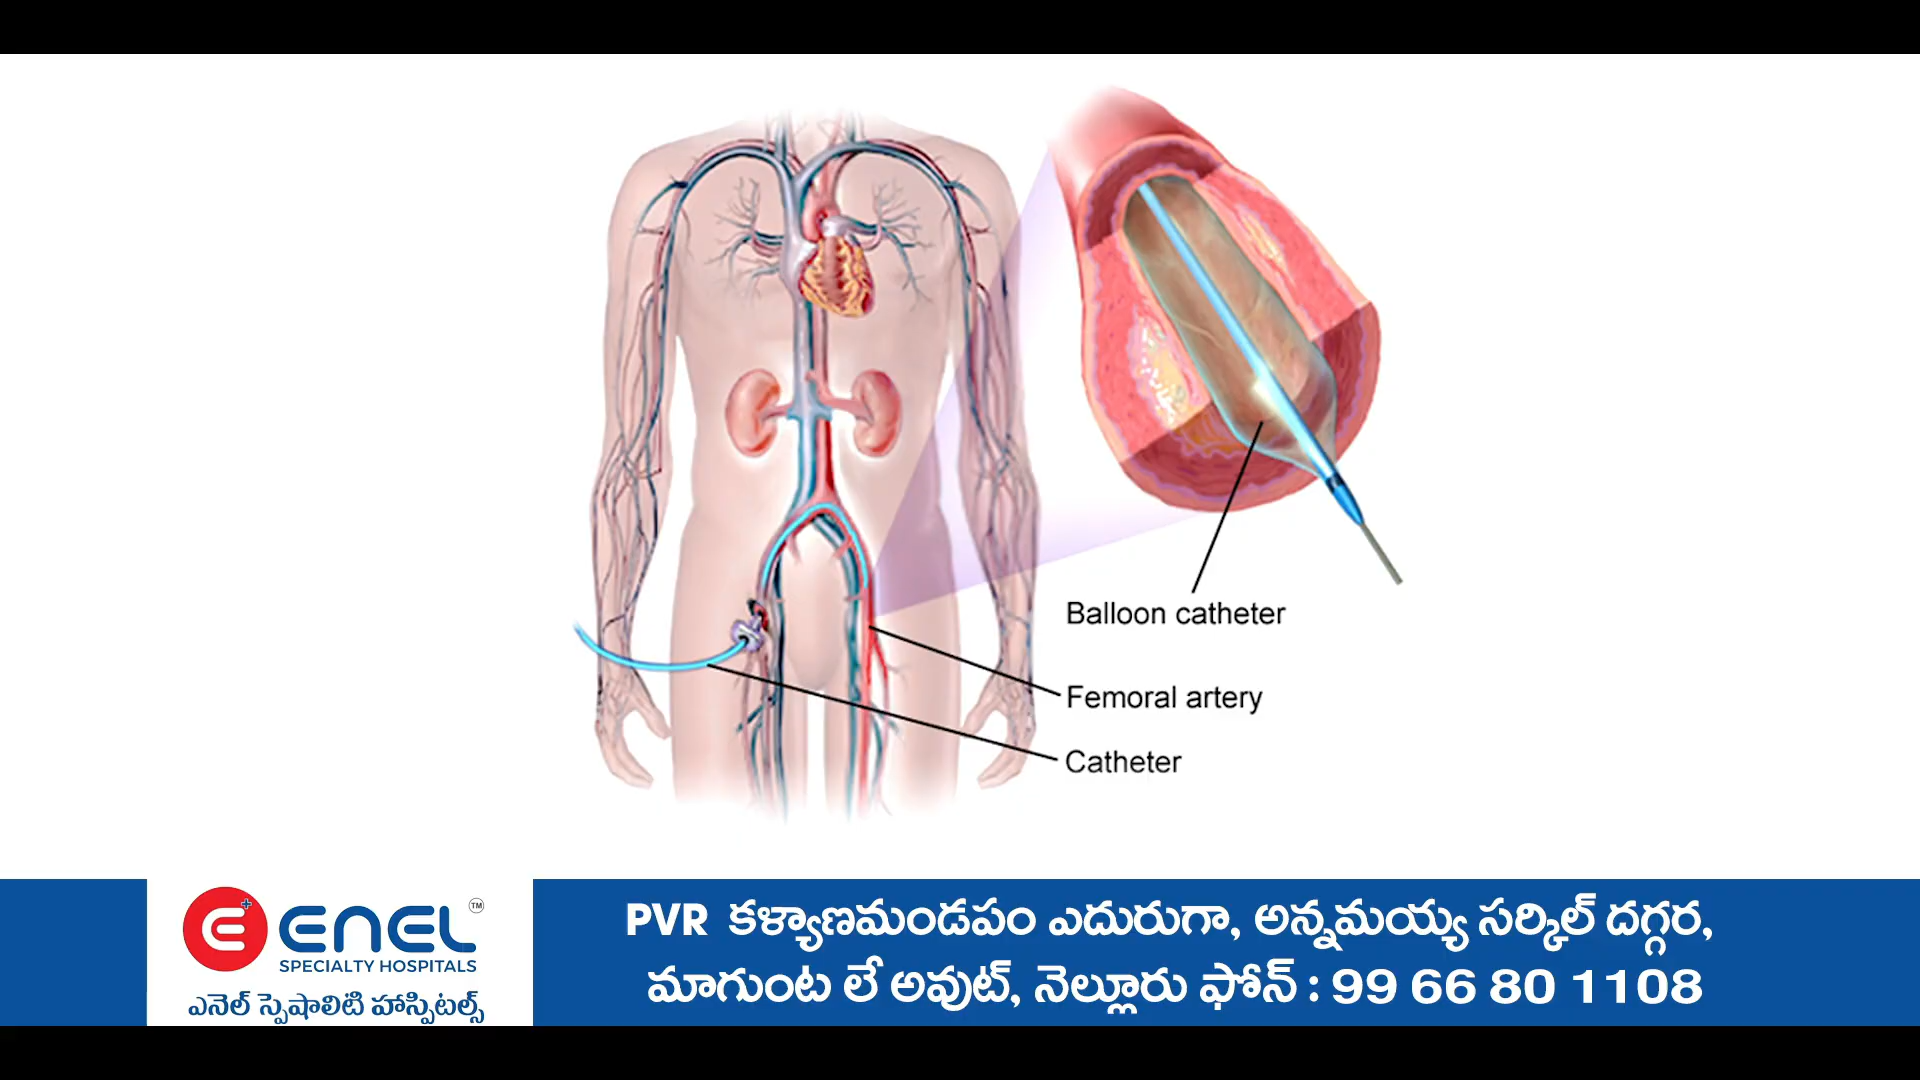 Balloon catheter
Femoral artery
Catheter
ENEL TM
SPECIALTY HOSPITALS
ఎనెల్ స్పెషాలిటి హాస్పిటల్స్
PVR కళ్యాణమండపం ఎదురుగా, అన్నమయ్య సర్కిల్ దగ్గర,
మాగుంట లే అవుట్, నెల్లూరు ఫోన్ : 99 66 80 1108